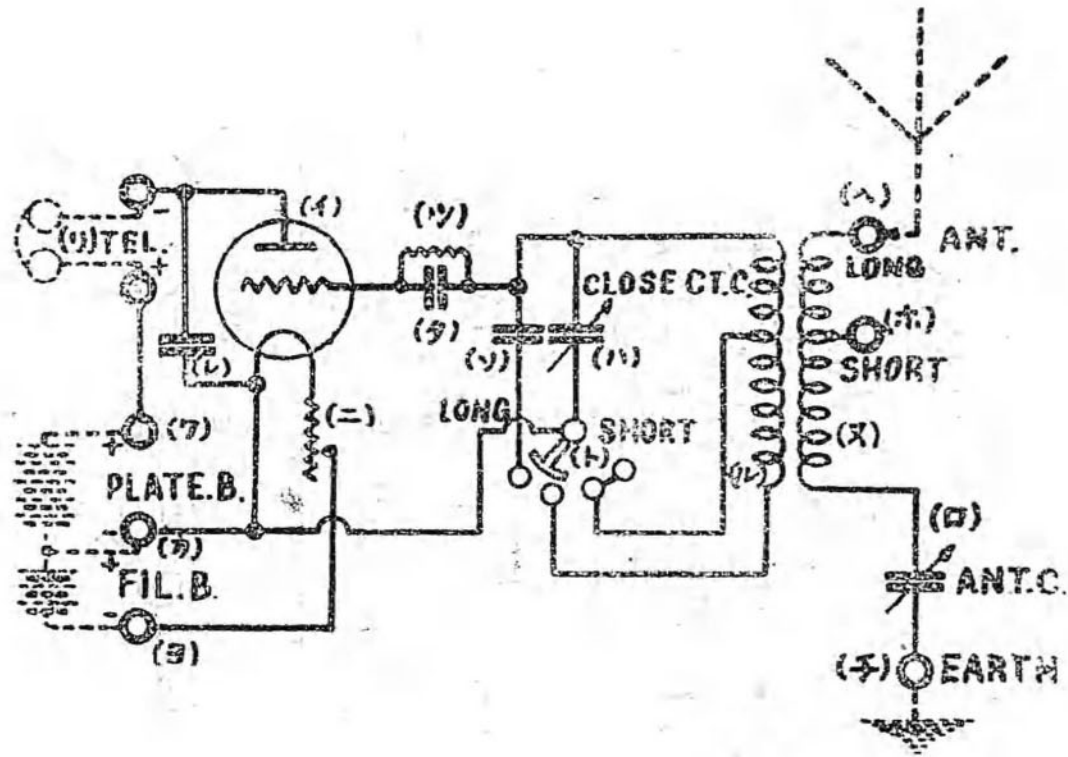 (ヘ)
ANT.
LONG
(ホ)
SHORT
(ヌ)
(ロ)
ANT.C.
(チ)
EARTH
(イ)
(ツ)
(タ)
CLOSE CT.C.
(ソ)
(ハ)
LONG
SHORT
(ト)
(ル)
(リ)
TEL.
-
+
(レ)
(ニ)
+
(ワ)
PLATE.B.
-
(カ)
+
FIL.B.
-
(ヨ)